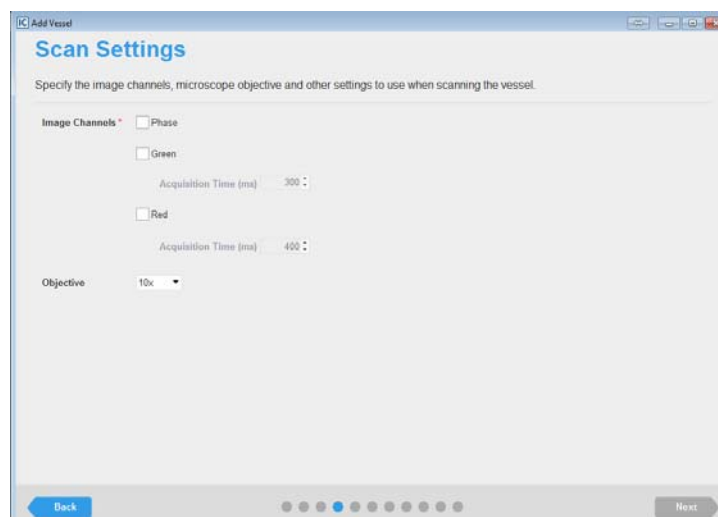 Add Vessel
Scan Settings
Specify the image channels, microscope objective and other settings to use when scanning the vessel.
Image Channels * Phase
Green
Acquisition Time (ms) 300
Red
Acquisition Time (ms) 400
Objective 10x
Back Next